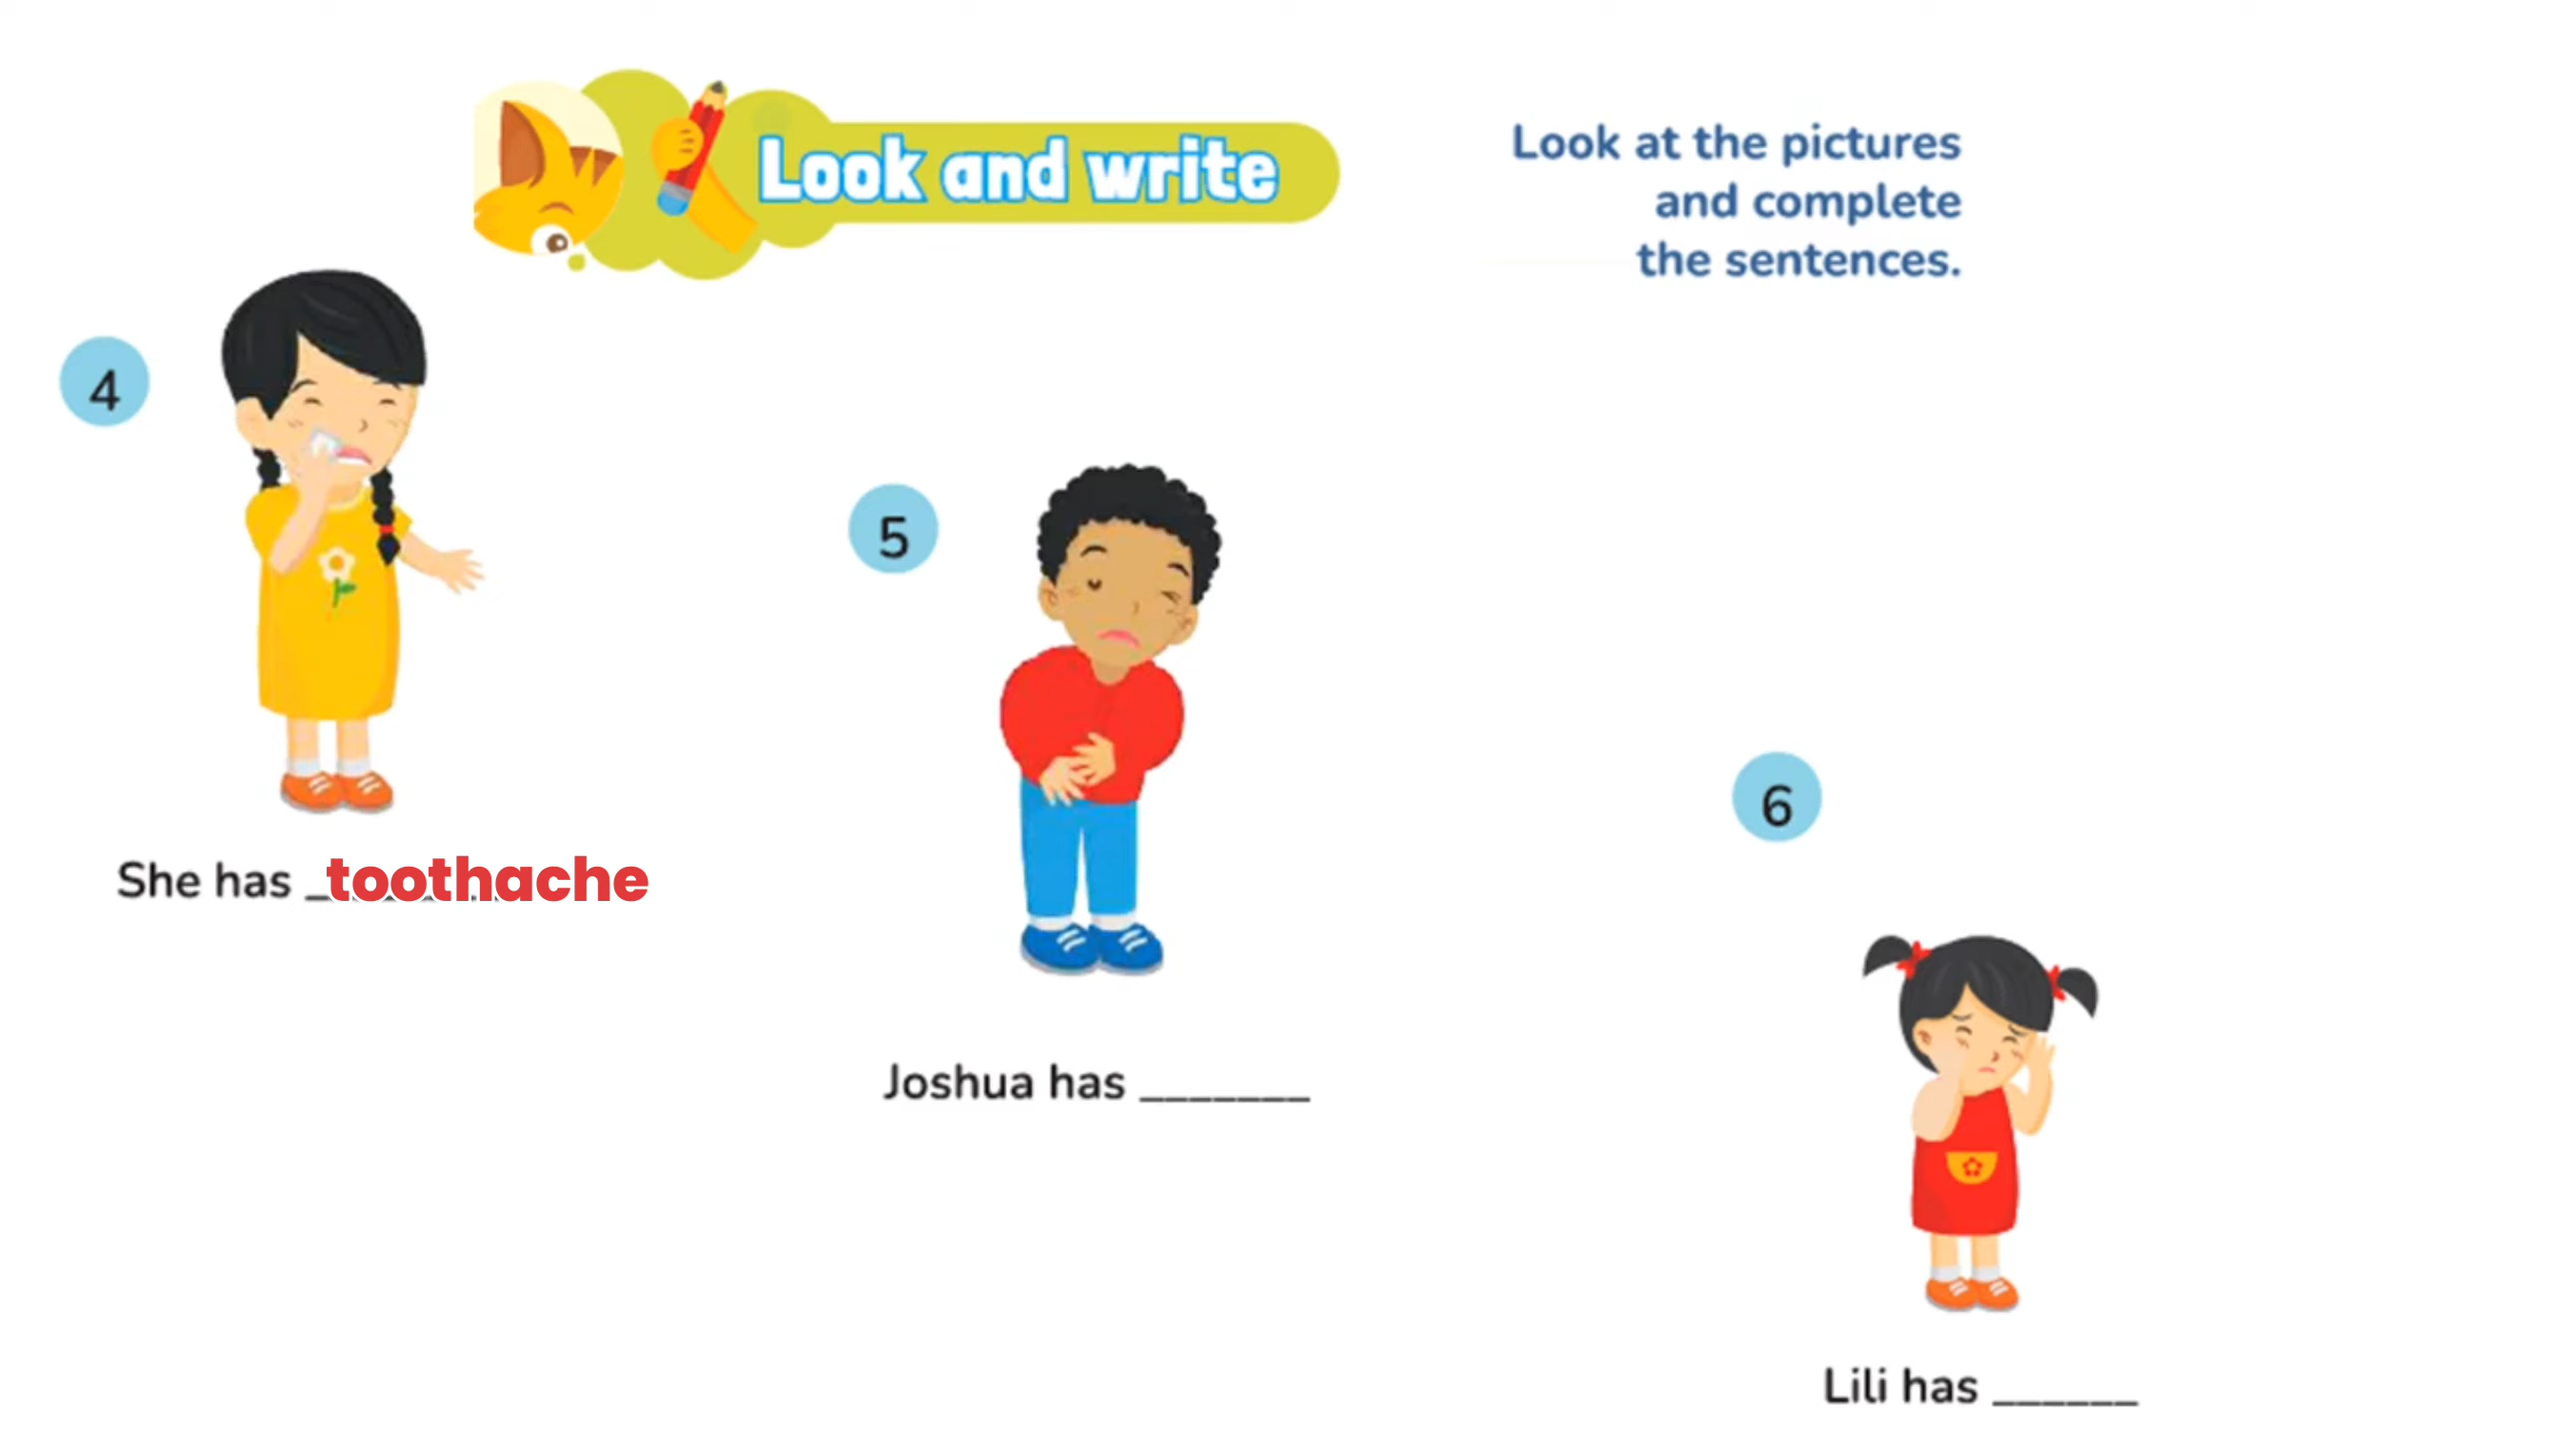 Look and write
Look at the pictures
and complete
the sentences.
4
She has _toothache
5
Joshua has _______
6
Lili has ______